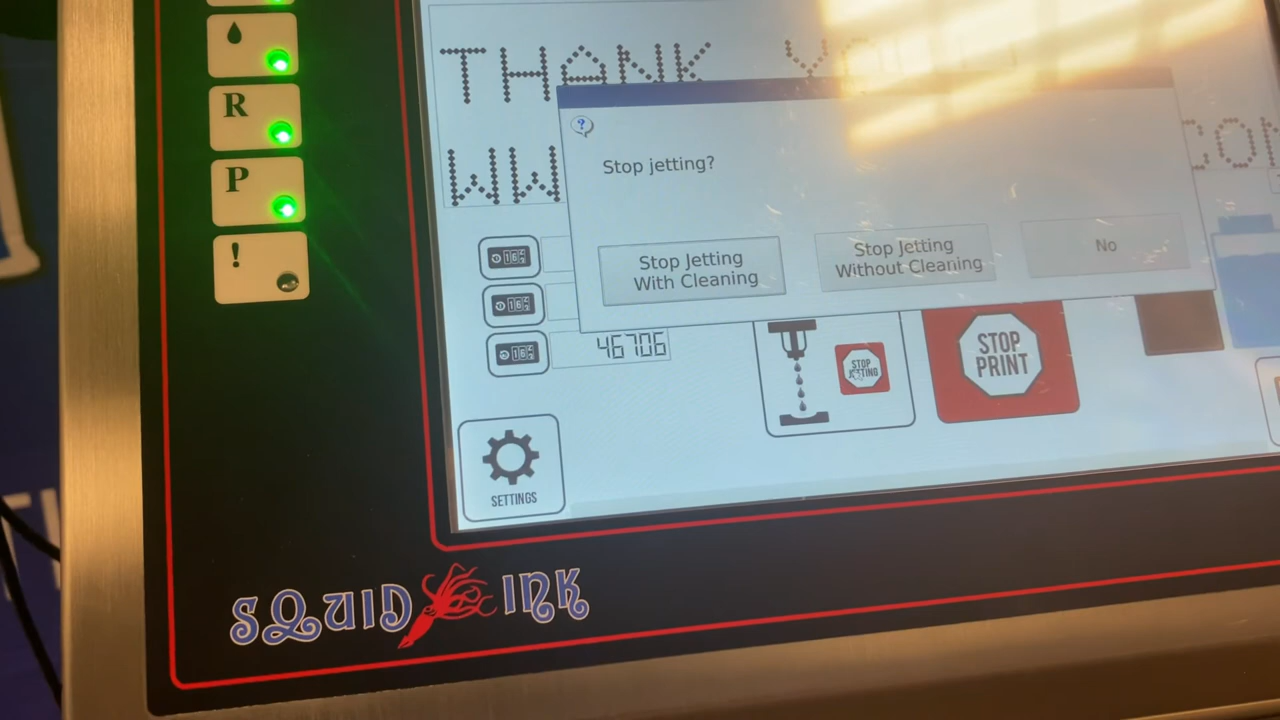 THANK
WW
CON
R
P
!
?
Stop jetting?
Stop Jetting
With Cleaning
Stop Jetting
Without Cleaning
No
46706
STOP
JETTING
STOP
PRINT
SETTINGS
SQUID INK